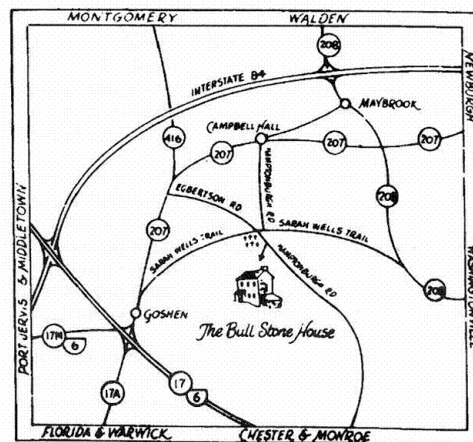 MONTGOMERY
WALDEN
208
INTERSTATE 84
NEWBURGH
MAYBROOK
CAMPBELL HALL
416
207
207
207
HAMPTONBURGH RD
EGBERTSON RD
208
207
SARAH WELLS TRAIL
SARAH WELLS TRAIL
HAMPTONBURGH RD
PORT JERVIS & MIDDLETOWN
WASHINGTONVILLE
208
GOSHEN
The Bull Stone House
17M
6
17A
17
6
FLORIDA & WARWICK
CHESTER & MONROE